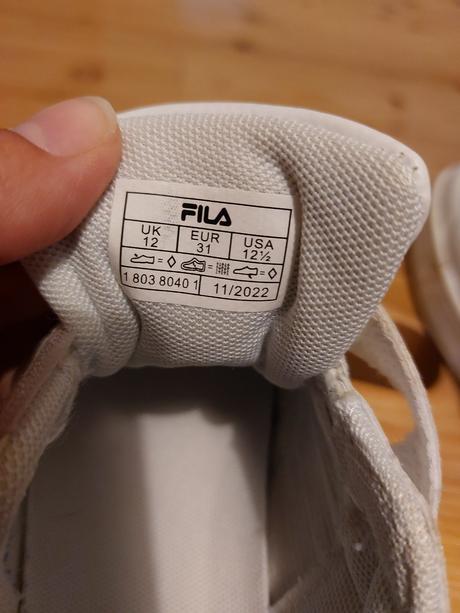 FILA
UK EUR USA
12 31 12½
= ◊ = = ◊
1 803 8040 1 11/2022